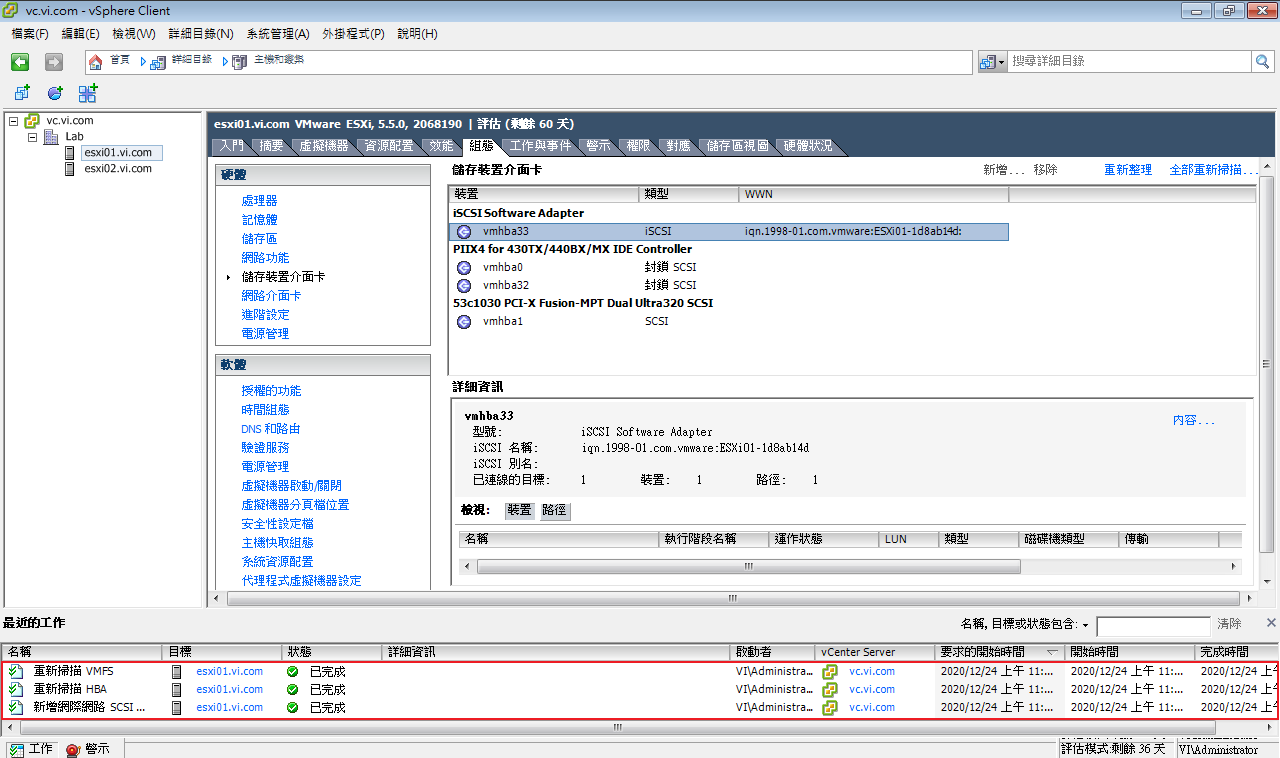 vc.vi.com - vSphere Client
檔案(F) 編輯(E) 檢視(W) 詳細目錄(N) 系統管理(A) 外掛程式(P) 說明(H)
首頁 詳細目錄 主機和叢集 搜尋詳細目錄
vc.vi.com
Lab
esxi01.vi.com
esxi02.vi.com
esxi01.vi.com VMware ESXi, 5.5.0, 2068190 | 評估 (剩餘 60 天)
入門 摘要 虛擬機器 資源配置 效能 組態 工作與事件 警示 權限 對應 儲存區視圖 硬體狀況
硬體
處理器
記憶體
儲存區
網路功能
儲存裝置介面卡
網路介面卡
進階設定
電源管理
軟體
授權的功能
時間組態
DNS 和路由
驗證服務
電源管理
虛擬機器啟動/關閉
虛擬機器分頁檔位置
安全性設定檔
主機快取組態
系統資源配置
代理程式虛擬機器設定
儲存裝置介面卡 新增... 移除 重新整理 全部重新掃描...
裝置 類型 WWN
iSCSI Software Adapter
vmhba33 iSCSI iqn.1998-01.com.vmware:ESXi01-1d8ab14d:
PIIX4 for 430TX/440BX/MX IDE Controller
vmhba0 封鎖 SCSI
vmhba32 封鎖 SCSI
53c1030 PCI-X Fusion-MPT Dual Ultra320 SCSI
vmhba1 SCSI
詳細資訊
vmhba33 內容...
型號: iSCSI Software Adapter
iSCSI 名稱: iqn.1998-01.com.vmware:ESXi01-1d8ab14d
iSCSI 別名:
已連線的目標: 1 裝置: 1 路徑: 1
檢視: 裝置 路徑
名稱 執行階段名稱 運作狀態 LUN 類型 磁碟機類型 傳輸
最近的工作 名稱, 目標或狀態包含: 清除
名稱 目標 狀態 詳細資訊 啟動者 vCenter Server 要求的開始時間 開始時間 完成時間
重新掃描 VMFS esxi01.vi.com 已完成 VI\Administra... vc.vi.com 2020/12/24 上午 11:... 2020/12/24 上午 11:... 2020/12/24 上午
重新掃描 HBA esxi01.vi.com 已完成 VI\Administra... vc.vi.com 2020/12/24 上午 11:... 2020/12/24 上午 11:... 2020/12/24 上午
新增網際網路 SCSI ... esxi01.vi.com 已完成 VI\Administra... vc.vi.com 2020/12/24 上午 11:... 2020/12/24 上午 11:... 2020/12/24 上午
工作 警示 評估模式:剩餘 36 天 VI\Administrator